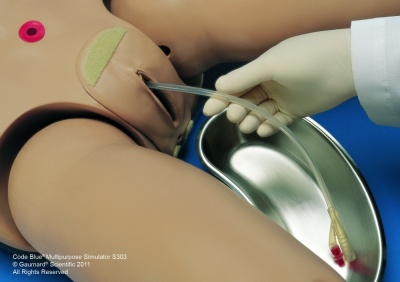 Code Blue® Multipurpose Simulator S303
© Gaumard® Scientific 2011
All Rights Reserved